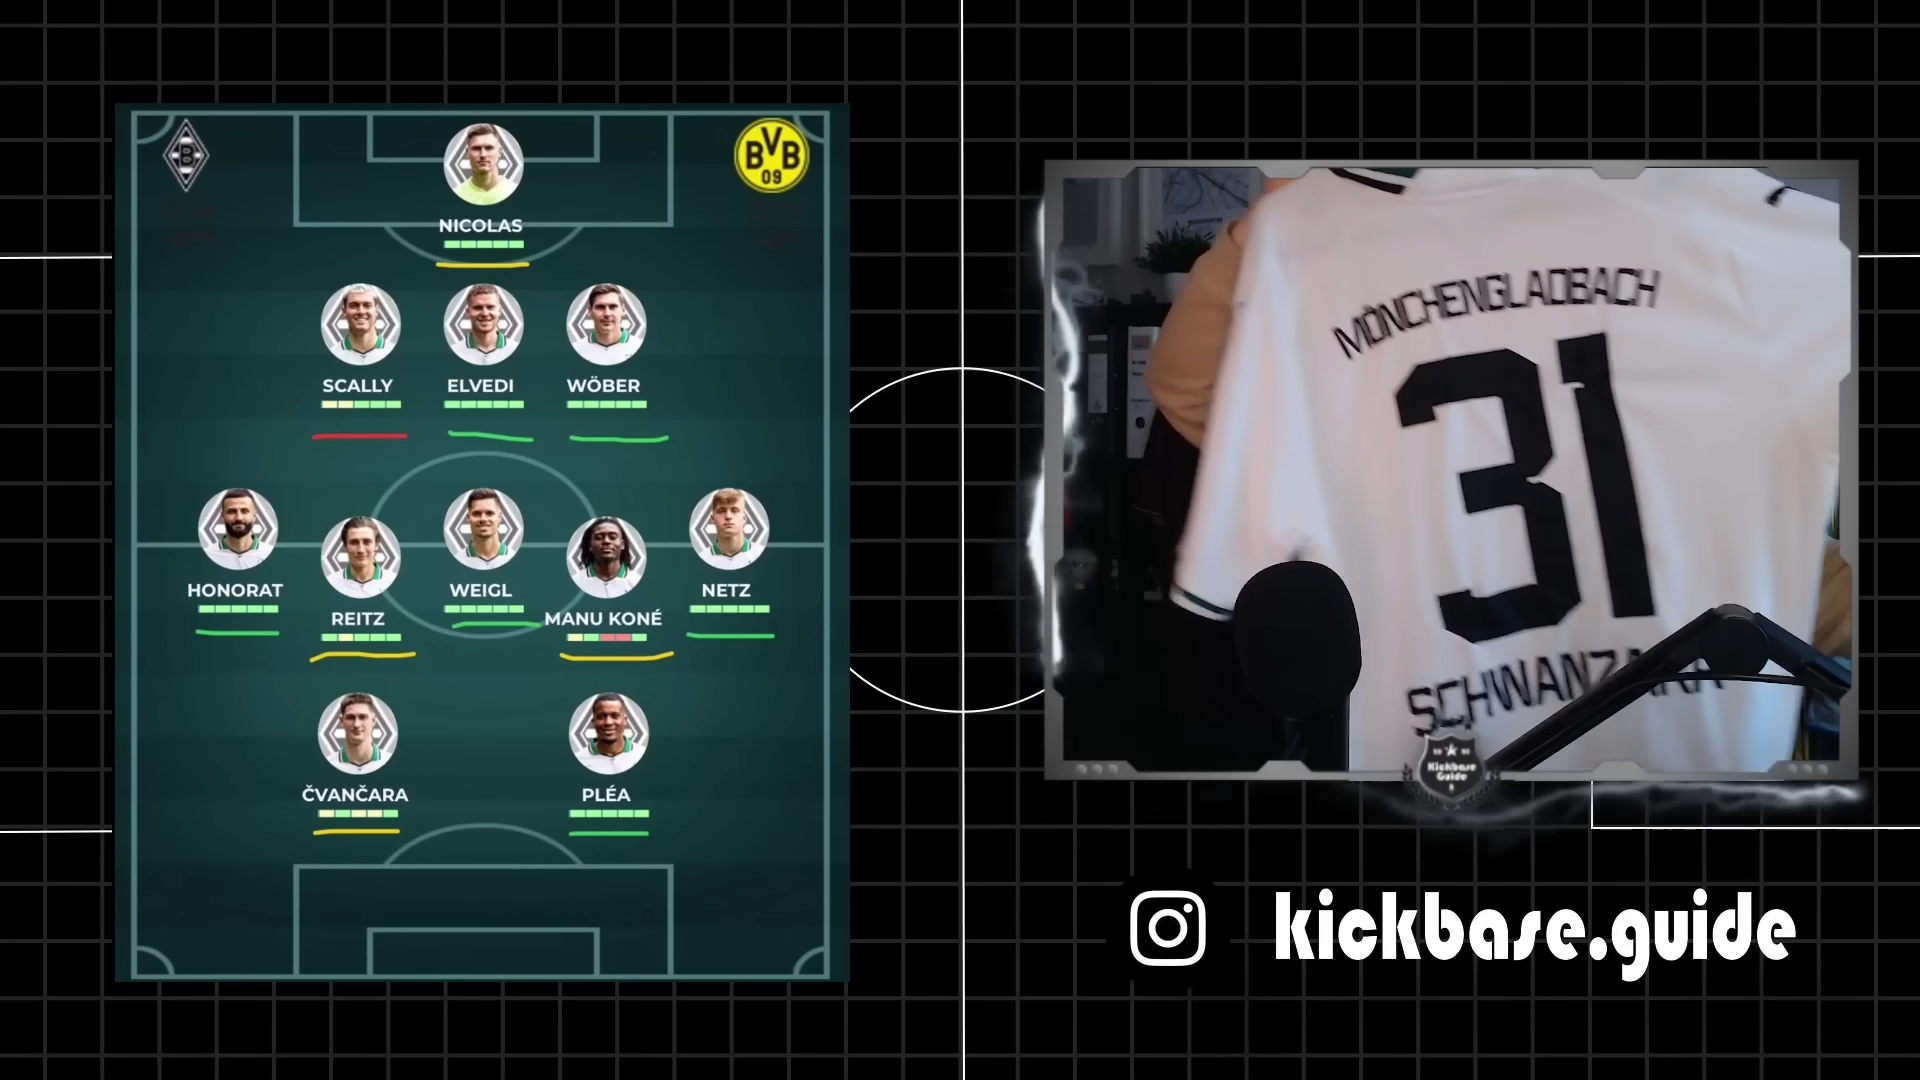 B
BVB
09
NICOLAS
SCALLY
ELVEDI
WÖBER
HONORAT
REITZ
WEIGL
MANU KONÉ
NETZ
ČVANČARA
PLÉA
MÖNCHENGLADBACH
31
Kickbase
Guide
kickbase.guide